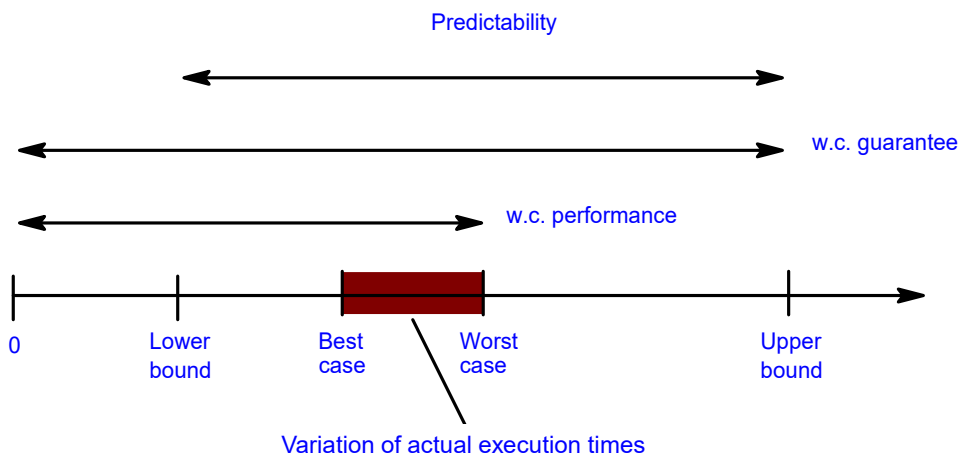 Predictability
w.c. guarantee
w.c. performance
0
Lower
bound
Best
case
Worst
case
Upper
bound
Variation of actual execution times